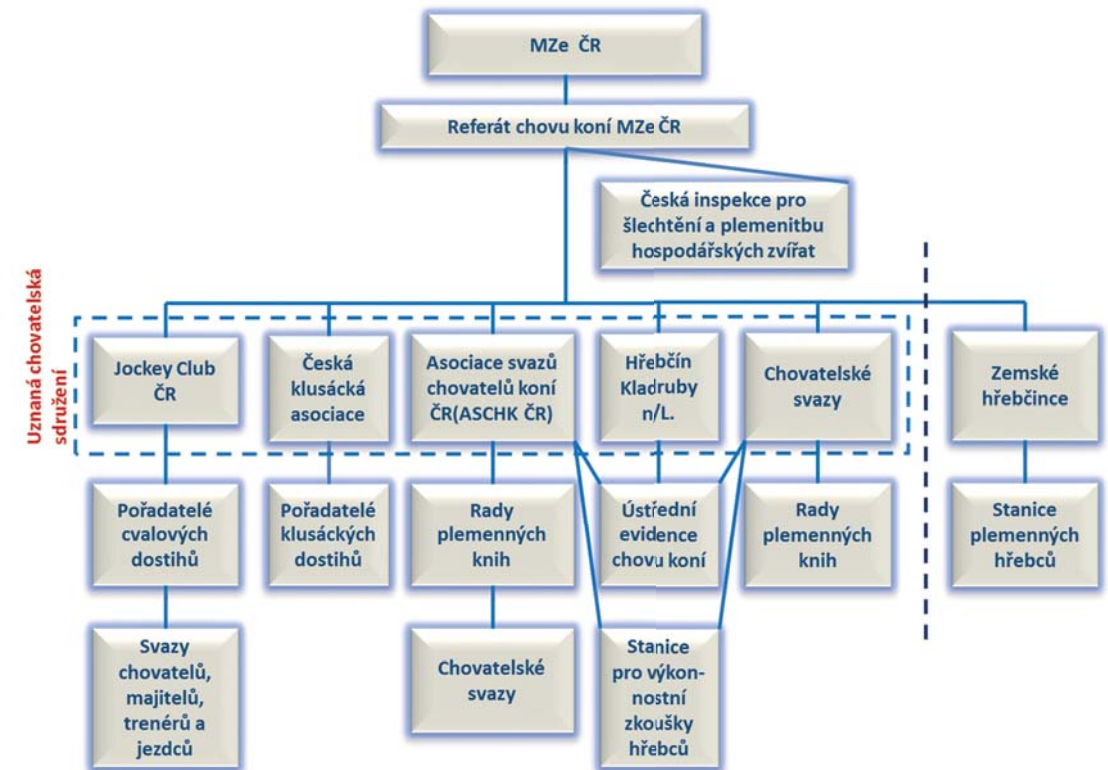 MZe ČR
Referát chovu koní MZe ČR
Česká inspekce pro
šlechtění a plemenitbu
hospodářských zvířat
Uznaná chovatelská
sdružení
Jockey Club
ČR
Česká
klusácká
asociace
Asociace svazů
chovatelů koní
ČR(ASCHK ČR)
Hřebčín
Kladruby
n/L.
Chovatelské
svazy
Zemské
hřebčince
Pořadatelé
cvalových
dostihů
Pořadatelé
klusáckých
dostihů
Rady
plemenných
knih
Ústřední
evidence
chovu koní
Rady
plemenných
knih
Stanice
plemenných
hřebců
Svazy
chovatelů,
majitelů,
trenérů a
jezdců
Chovatelské
svazy
Stanice
pro výkon-
nostní
zkoušky
hřebců